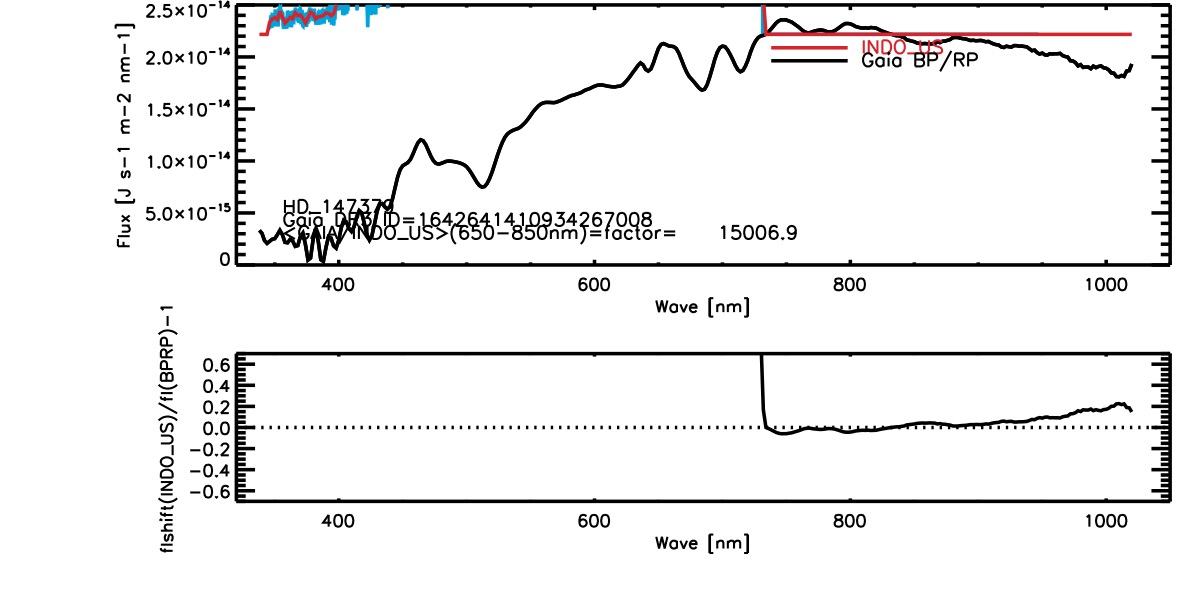 2.5×10−14
2.0×10−14
1.5×10−14
1.0×10−14
5.0×10−15
0
Flux [J s−1 m−2 nm−1]
INDO_US
Gaia BP/RP
HD_147379
Gaia DR3 ID=1642641410934267008
<GAIA/INDO_US>(650−850nm)=factor= 15006.9
400 600 800 1000
Wave [nm]
flshift(INDO_US)/fl(BPRP)−1
0.6
0.4
0.2
0.0
−0.2
−0.4
−0.6
400 600 800 1000
Wave [nm]